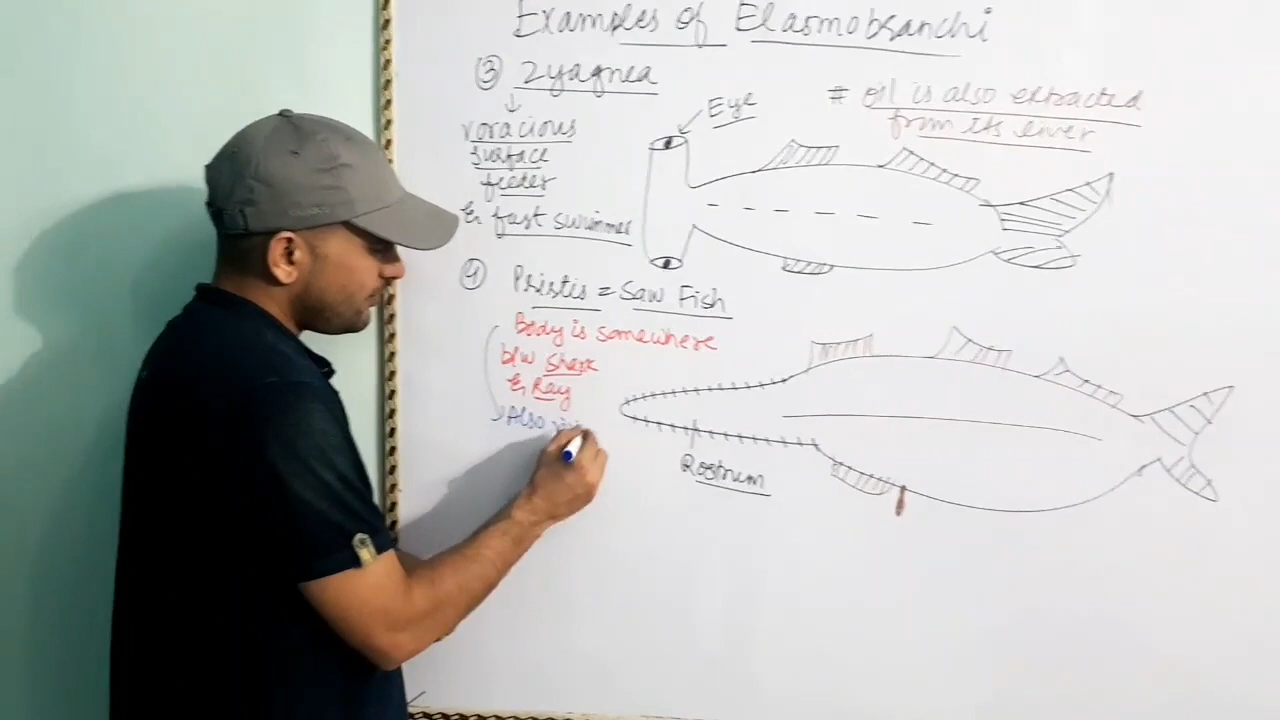 Examples of Elasmobranchi
③ Zyagnea
voracious
surface
feeder
& fast swimmer
Eye
# oil is also extracted
from its liver
④ Pristis = Saw Fish
Body is somewhere
b/w Shark
& Ray
Also
Rostrum